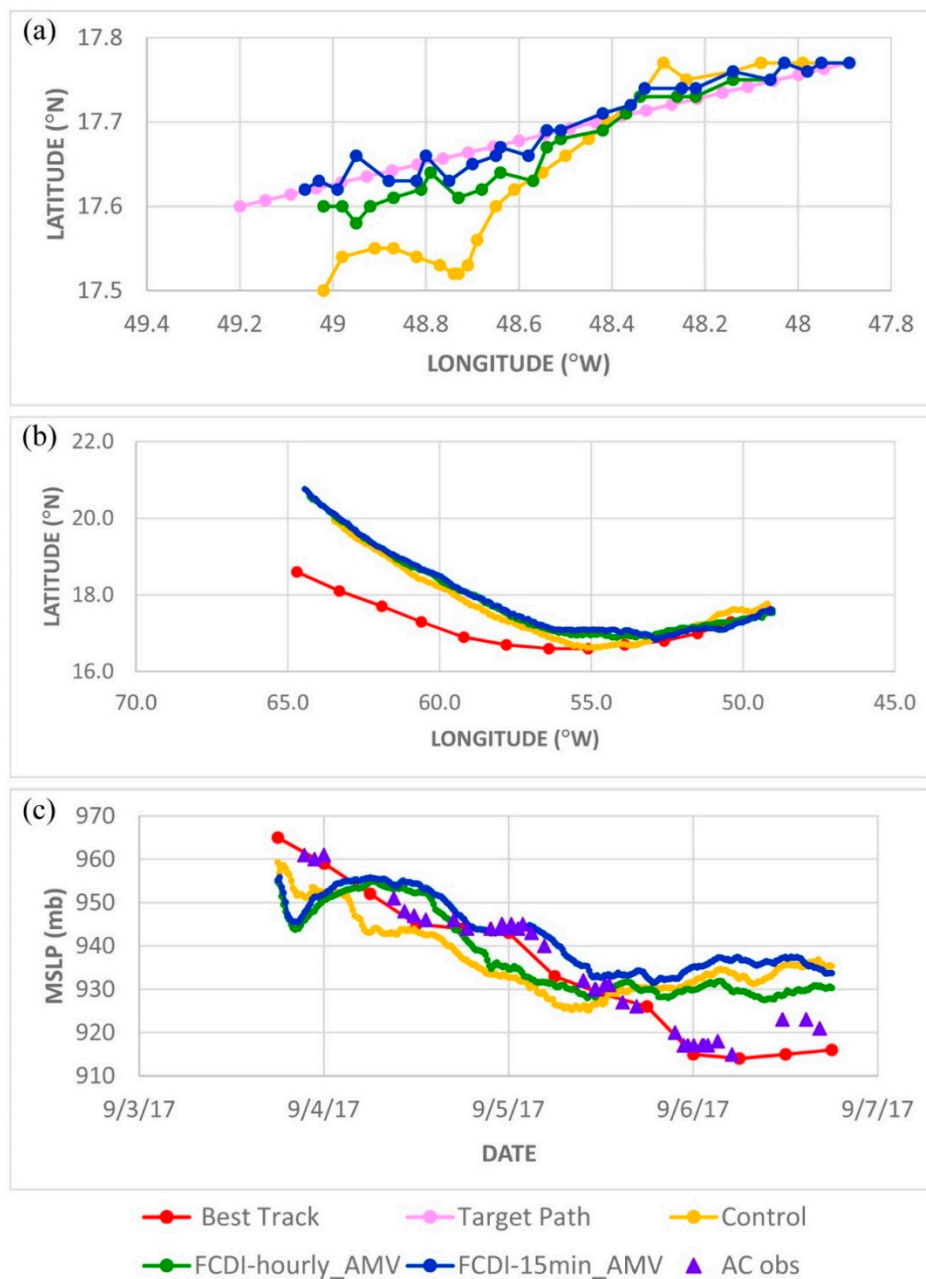 (a)
17.8
17.7
17.6
17.5
LATITUDE (°N)
49.4 49.2 49 48.8 48.6 48.4 48.2 48 47.8
LONGITUDE (°W)
(b)
22.0
20.0
18.0
16.0
LATITUDE (°N)
70.0 65.0 60.0 55.0 50.0 45.0
LONGITUDE (°W)
(c)
970
960
950
940
930
920
910
MSLP (mb)
9/3/17 9/4/17 9/5/17 9/6/17 9/7/17
DATE
Best Track Target Path Control
FCDI-hourly_AMV FCDI-15min_AMV AC obs